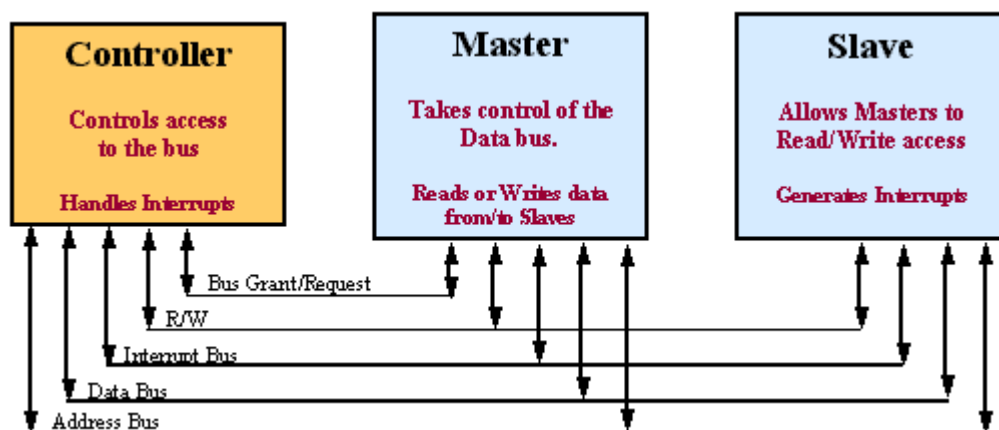 Controller
Controls access
to the bus
Handles Interrupts
Master
Takes control of the
Data bus.
Reads or Writes data
from/to Slaves
Slave
Allows Masters to
Read/Write access
Generates Interrupts
Bus Grant/Request
R/W
Interrupt Bus
Data Bus
Address Bus